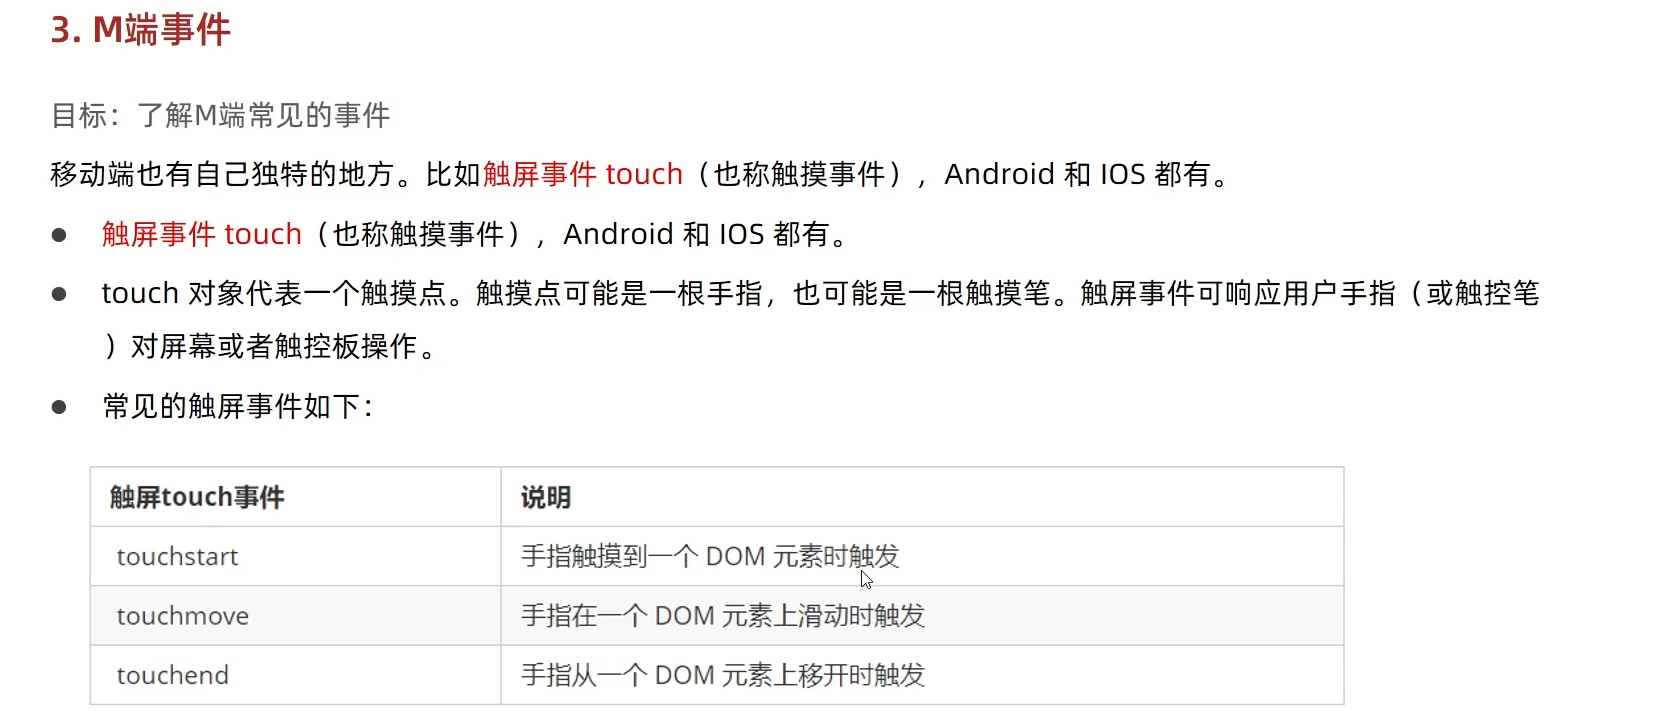 3. M端事件
目标：了解M端常见的事件
移动端也有自己独特的地方。比如触屏事件 touch（也称触摸事件），Android 和 IOS 都有。
● 触屏事件 touch（也称触摸事件），Android 和 IOS 都有。
● touch 对象代表一个触摸点。触摸点可能是一根手指，也可能是一根触摸笔。触屏事件可响应用户手指（或触控笔
）对屏幕或者触控板操作。
● 常见的触屏事件如下：
触屏touch事件 说明
touchstart 手指触摸到一个 DOM 元素时触发
touchmove 手指在一个 DOM 元素上滑动时触发
touchend 手指从一个 DOM 元素上移开时触发